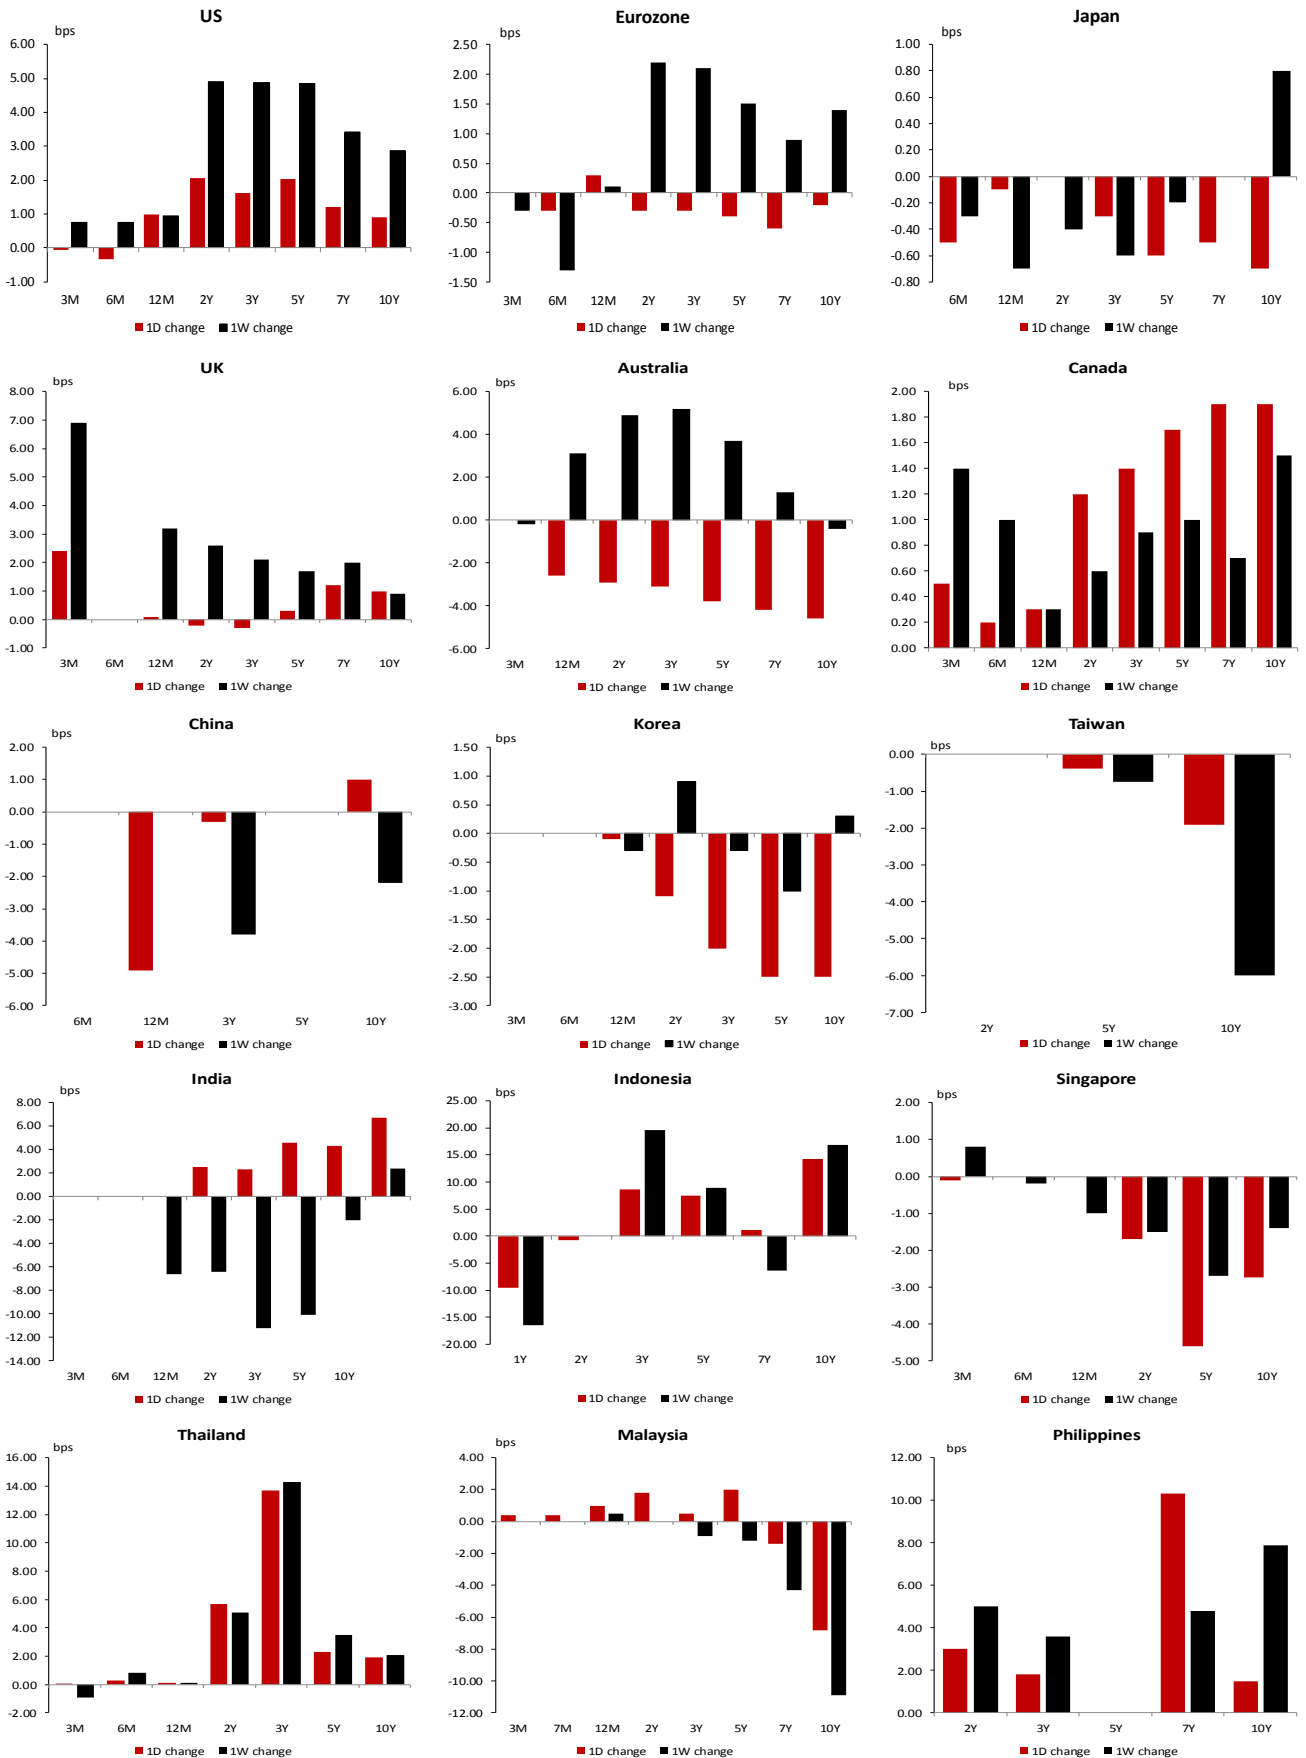 US
bps
6.00
5.00
4.00
3.00
2.00
1.00
0.00
-1.00
3M 6M 12M 2Y 3Y 5Y 7Y 10Y
1D change 1W change
Eurozone
bps
2.50
2.00
1.50
1.00
0.50
0.00
-0.50
-1.00
-1.50
3M 6M 12M 2Y 3Y 5Y 7Y 10Y
1D change 1W change
Japan
bps
1.00
0.80
0.60
0.40
0.20
0.00
-0.20
-0.40
-0.60
-0.80
6M 12M 2Y 3Y 5Y 7Y 10Y
1D change 1W change
UK
bps
8.00
7.00
6.00
5.00
4.00
3.00
2.00
1.00
0.00
-1.00
3M 6M 12M 2Y 3Y 5Y 7Y 10Y
1D change 1W change
Australia
bps
6.00
4.00
2.00
0.00
-2.00
-4.00
-6.00
3M 12M 2Y 3Y 5Y 7Y 10Y
1D change 1W change
Canada
bps
2.00
1.80
1.60
1.40
1.20
1.00
0.80
0.60
0.40
0.20
0.00
3M 6M 12M 2Y 3Y 5Y 7Y 10Y
1D change 1W change
China
bps
2.00
1.00
0.00
-1.00
-2.00
-3.00
-4.00
-5.00
-6.00
6M 12M 3Y 5Y 10Y
1D change 1W change
Korea
bps
1.50
1.00
0.50
0.00
-0.50
-1.00
-1.50
-2.00
-2.50
-3.00
3M 6M 12M 2Y 3Y 5Y 10Y
1D change 1W change
Taiwan
bps
0.00
-1.00
-2.00
-3.00
-4.00
-5.00
-6.00
-7.00
2Y 5Y 10Y
1D change 1W change
India
bps
8.00
6.00
4.00
2.00
0.00
-2.00
-4.00
-6.00
-8.00
-10.00
-12.00
-14.00
3M 6M 12M 2Y 3Y 5Y 10Y
1D change 1W change
Indonesia
bps
25.00
20.00
15.00
10.00
5.00
0.00
-5.00
-10.00
-15.00
-20.00
1Y 2Y 3Y 5Y 7Y 10Y
1D change 1W change
Singapore
bps
2.00
1.00
0.00
-1.00
-2.00
-3.00
-4.00
-5.00
3M 6M 12M 2Y 5Y 10Y
1D change 1W change
Thailand
bps
16.00
14.00
12.00
10.00
8.00
6.00
4.00
2.00
0.00
-2.00
3M 6M 12M 2Y 3Y 5Y 10Y
1D change 1W change
Malaysia
bps
4.00
2.00
0.00
-2.00
-4.00
-6.00
-8.00
-10.00
-12.00
3M 7M 12M 2Y 3Y 5Y 7Y 10Y
1D change 1W change
Philippines
bps
12.00
10.00
8.00
6.00
4.00
2.00
0.00
2Y 3Y 5Y 7Y 10Y
1D change 1W change